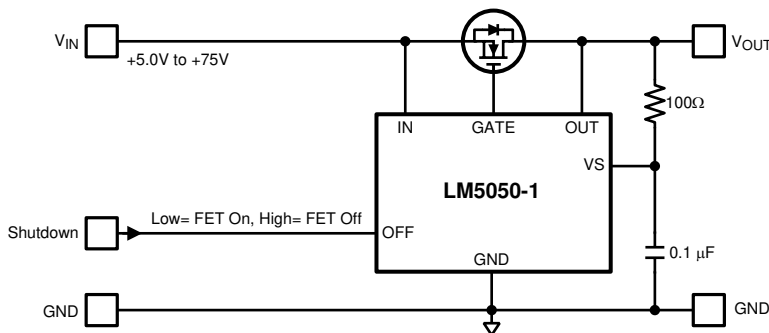 VIN
VOUT
+5.0V to +75V
100Ω
IN
GATE
OUT
VS
LM5050-1
Low= FET On, High= FET Off
Shutdown
OFF
GND
0.1 μF
GND
GND